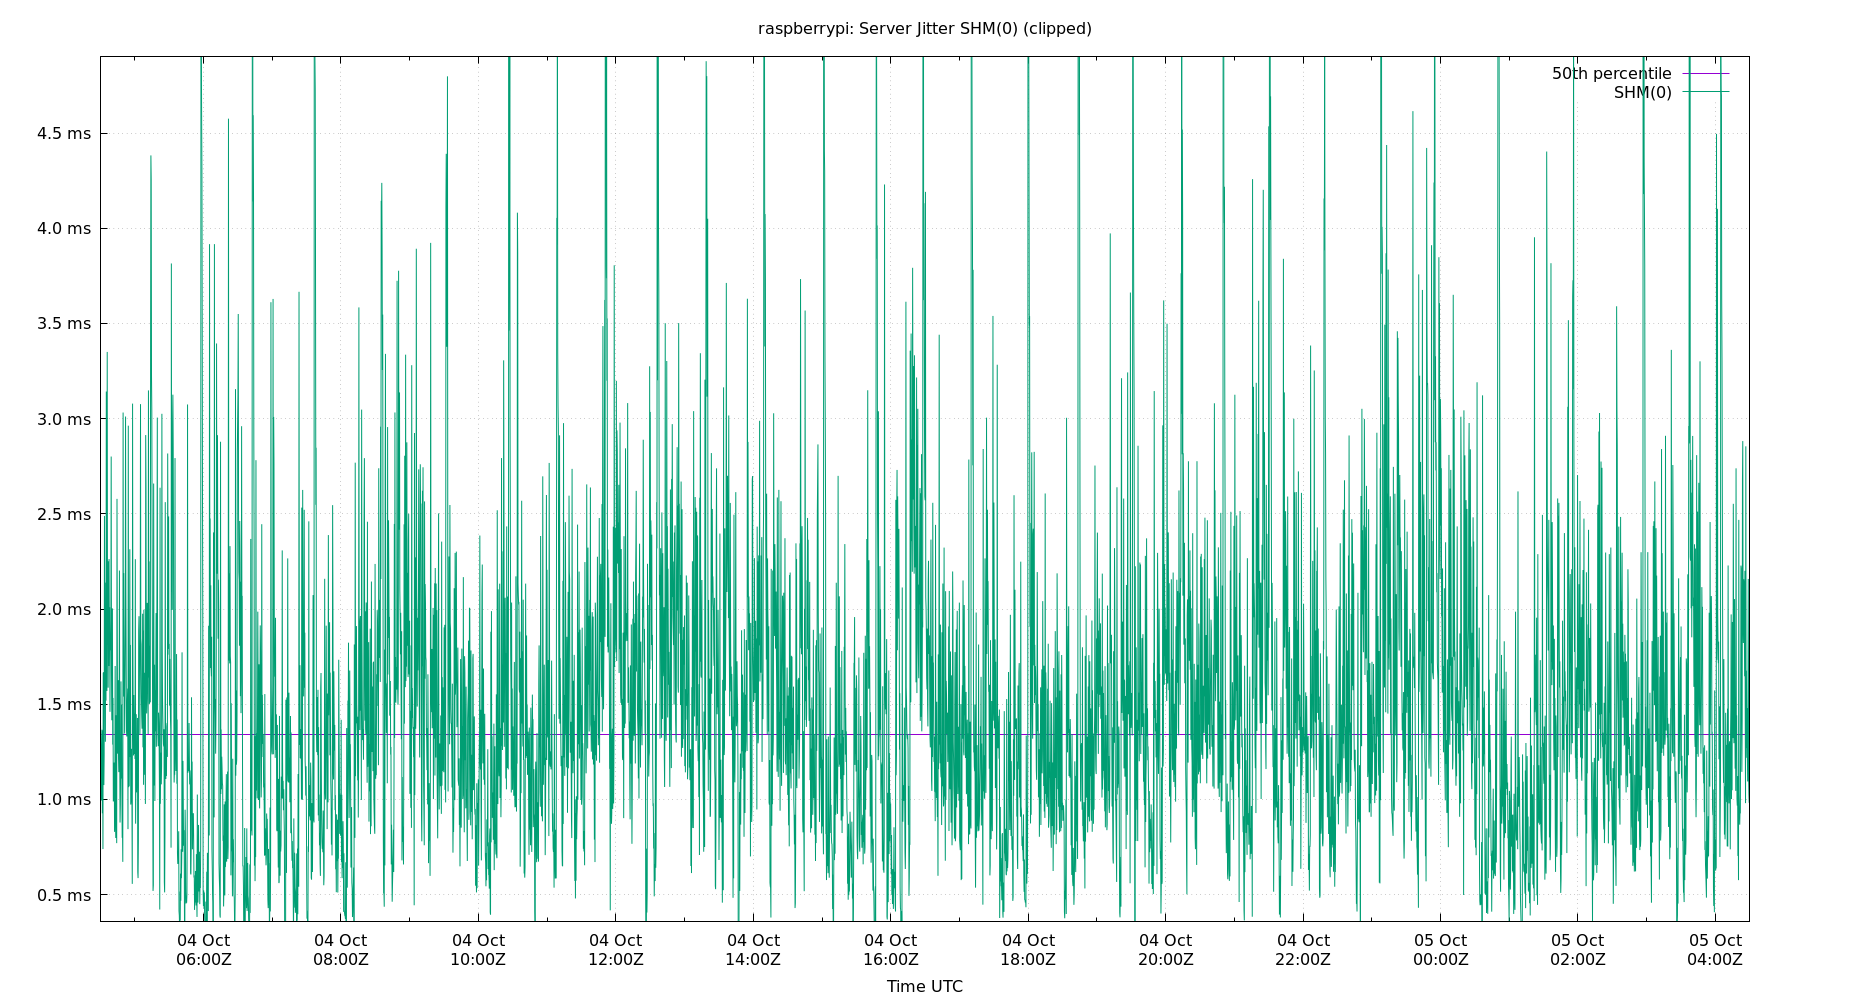 raspberrypi: Server Jitter SHM(0) (clipped)
50th percentile
SHM(0)
4.5 ms
4.0 ms
3.5 ms
3.0 ms
2.5 ms
2.0 ms
1.5 ms
1.0 ms
0.5 ms
04 Oct 04 Oct 04 Oct 04 Oct 04 Oct 04 Oct 04 Oct 04 Oct 04 Oct 05 Oct 05 Oct 05 Oct
06:00Z 08:00Z 10:00Z 12:00Z 14:00Z 16:00Z 18:00Z 20:00Z 22:00Z 00:00Z 02:00Z 04:00Z
Time UTC